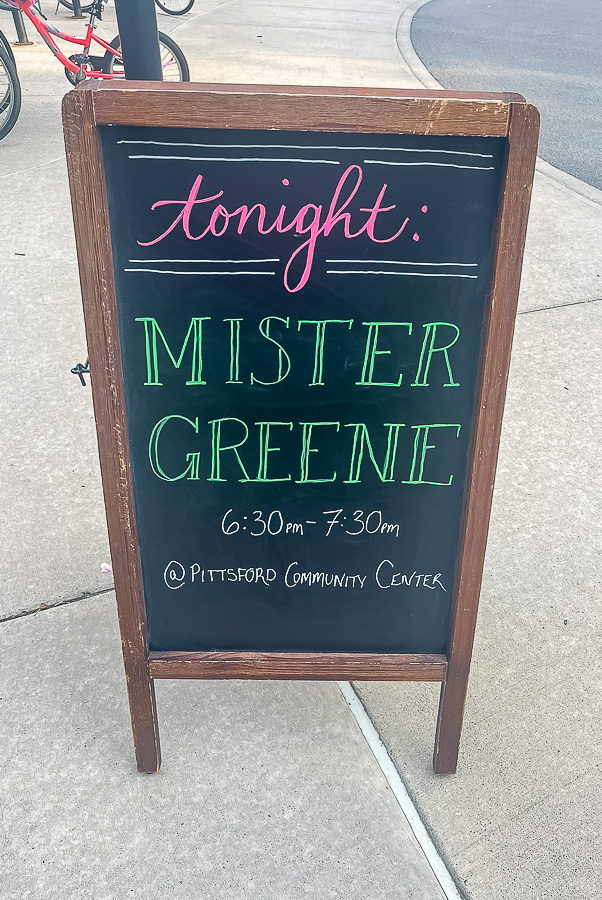 tonight:
MISTER
GREENE
6:30pm-7:30pm
@PITTSFORD COMMUNITY CENTER